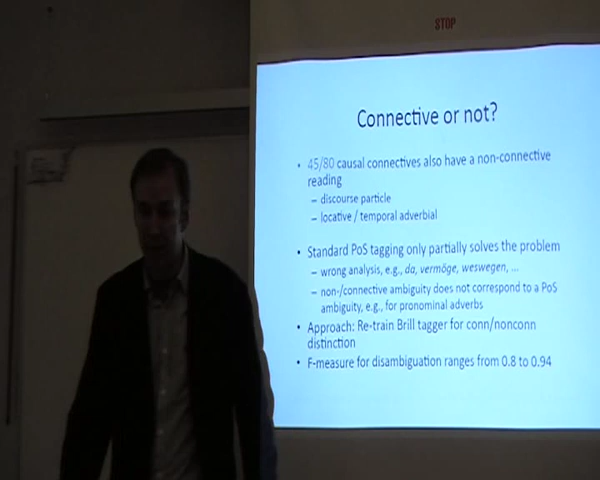 STOP
Connective or not?
• 45/80 causal connectives also have a non-connective
reading
– discourse particle
– locative / temporal adverbial
• Standard PoS tagging only partially solves the problem
– wrong analysis, e.g., da, vermöge, weswegen, ...
– non-/connective ambiguity does not correspond to a PoS
ambiguity, e.g., for pronominal adverbs
• Approach: Re-train Brill tagger for conn/nonconn
distinction
• F-measure for disambiguation ranges from 0.8 to 0.94